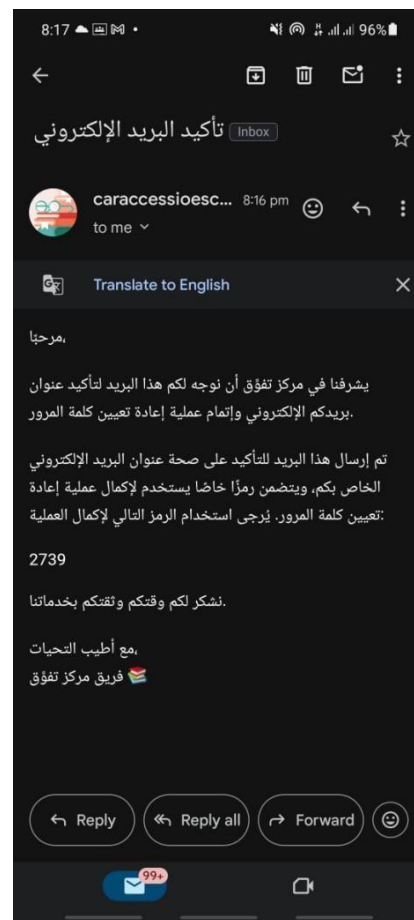 8:17
96%
تأكيد البريد الإلكتروني Inbox
caraccessioesc... 8:16 pm
to me
Translate to English
مرحبًا،
يشرفنا في مركز تفوّق أن نوجه لكم هذا البريد لتأكيد عنوان
بريدكم الإلكتروني وإتمام عملية إعادة تعيين كلمة المرور.
تم إرسال هذا البريد للتأكيد على صحة عنوان البريد الإلكتروني
الخاص بكم، ويتضمن رمزًا خاصًا يستخدم لإكمال عملية إعادة
تعيين كلمة المرور. يُرجى استخدام الرمز التالي لإكمال العملية:
2739
نشكر لكم وقتكم وثقتكم بخدماتنا.
مع أطيب التحيات،
فريق مركز تفوّق 📚
Reply
Reply all
Forward
99+